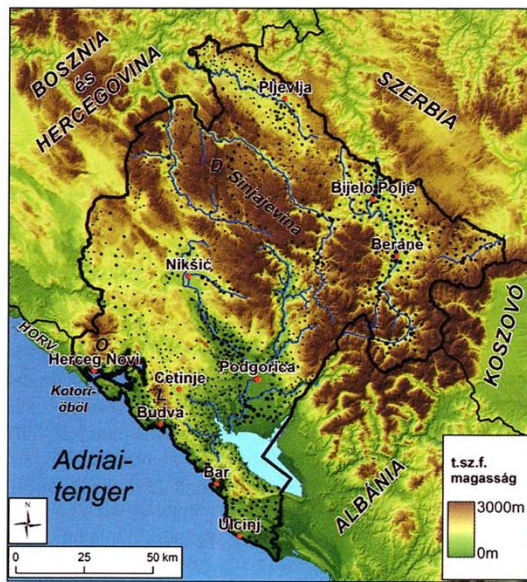 BOSZNIA
és
HERCEGOVINA
Pljevlja
SZERBIA
D.
Sinjajevina
Bijelo Polje
Berane
Nikšić
KOSZOVÓ
HORV.
O.
Herceg Novi
Kotori-
öböl
Cetinje
L.
Podgorica
Budva
Adriai-
tenger
Bar
ALBÁNIA
Ulcinj
t.sz.f.
magasság
3000m
0m
0 25 50 km